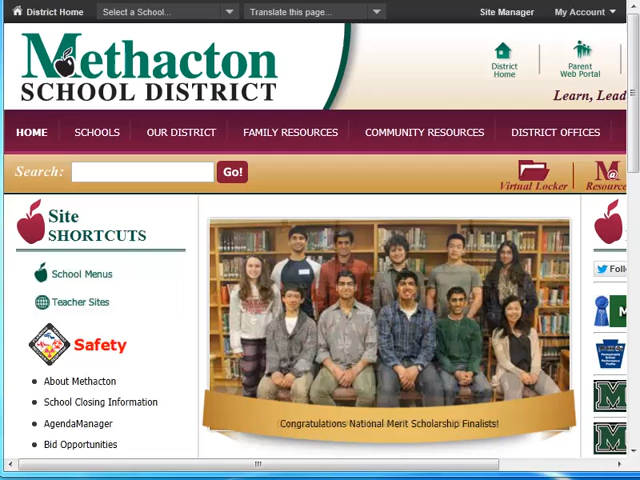 District Home Select a School... Translate this page... Site Manager My Account
Methacton
SCHOOL DISTRICT
District
Home
Parent
Web Portal
Learn, Lead
HOME SCHOOLS OUR DISTRICT FAMILY RESOURCES COMMUNITY RESOURCES DISTRICT OFFICES
Search: Go!
Virtual Locker
M@
Resource
Site
SHORTCUTS
School Menus
Teacher Sites
Safety
About Methacton
School Closing Information
AgendaManager
Bid Opportunities
Congratulations National Merit Scholarship Finalists!
Follo
M
M
M